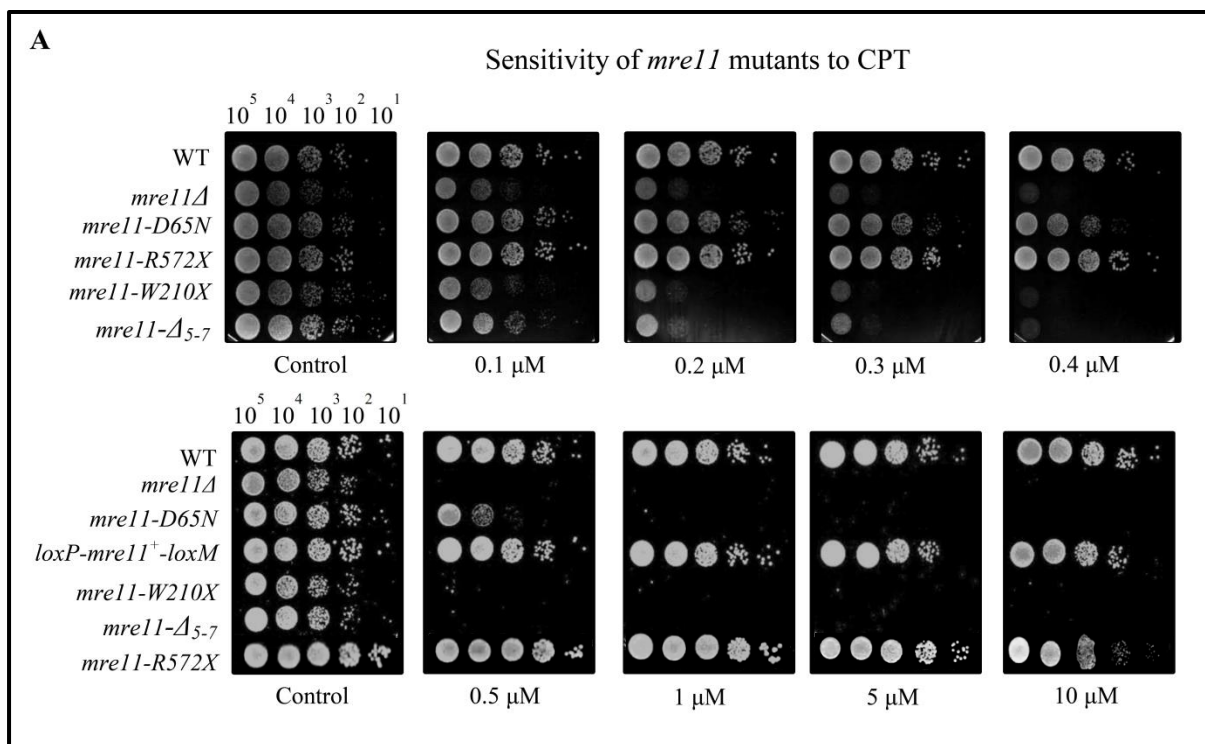 A
Sensitivity of mre11 mutants to CPT
10⁵ 10⁴ 10³ 10² 10¹
WT
mre11Δ
mre11-D65N
mre11-R572X
mre11-W210X
mre11-Δ₅₋₇
Control 0.1 μM 0.2 μM 0.3 μM 0.4 μM
10⁵ 10⁴ 10³ 10² 10¹
WT
mre11Δ
mre11-D65N
loxP-mre11⁺-loxM
mre11-W210X
mre11-Δ₅₋₇
mre11-R572X
Control 0.5 μM 1 μM 5 μM 10 μM